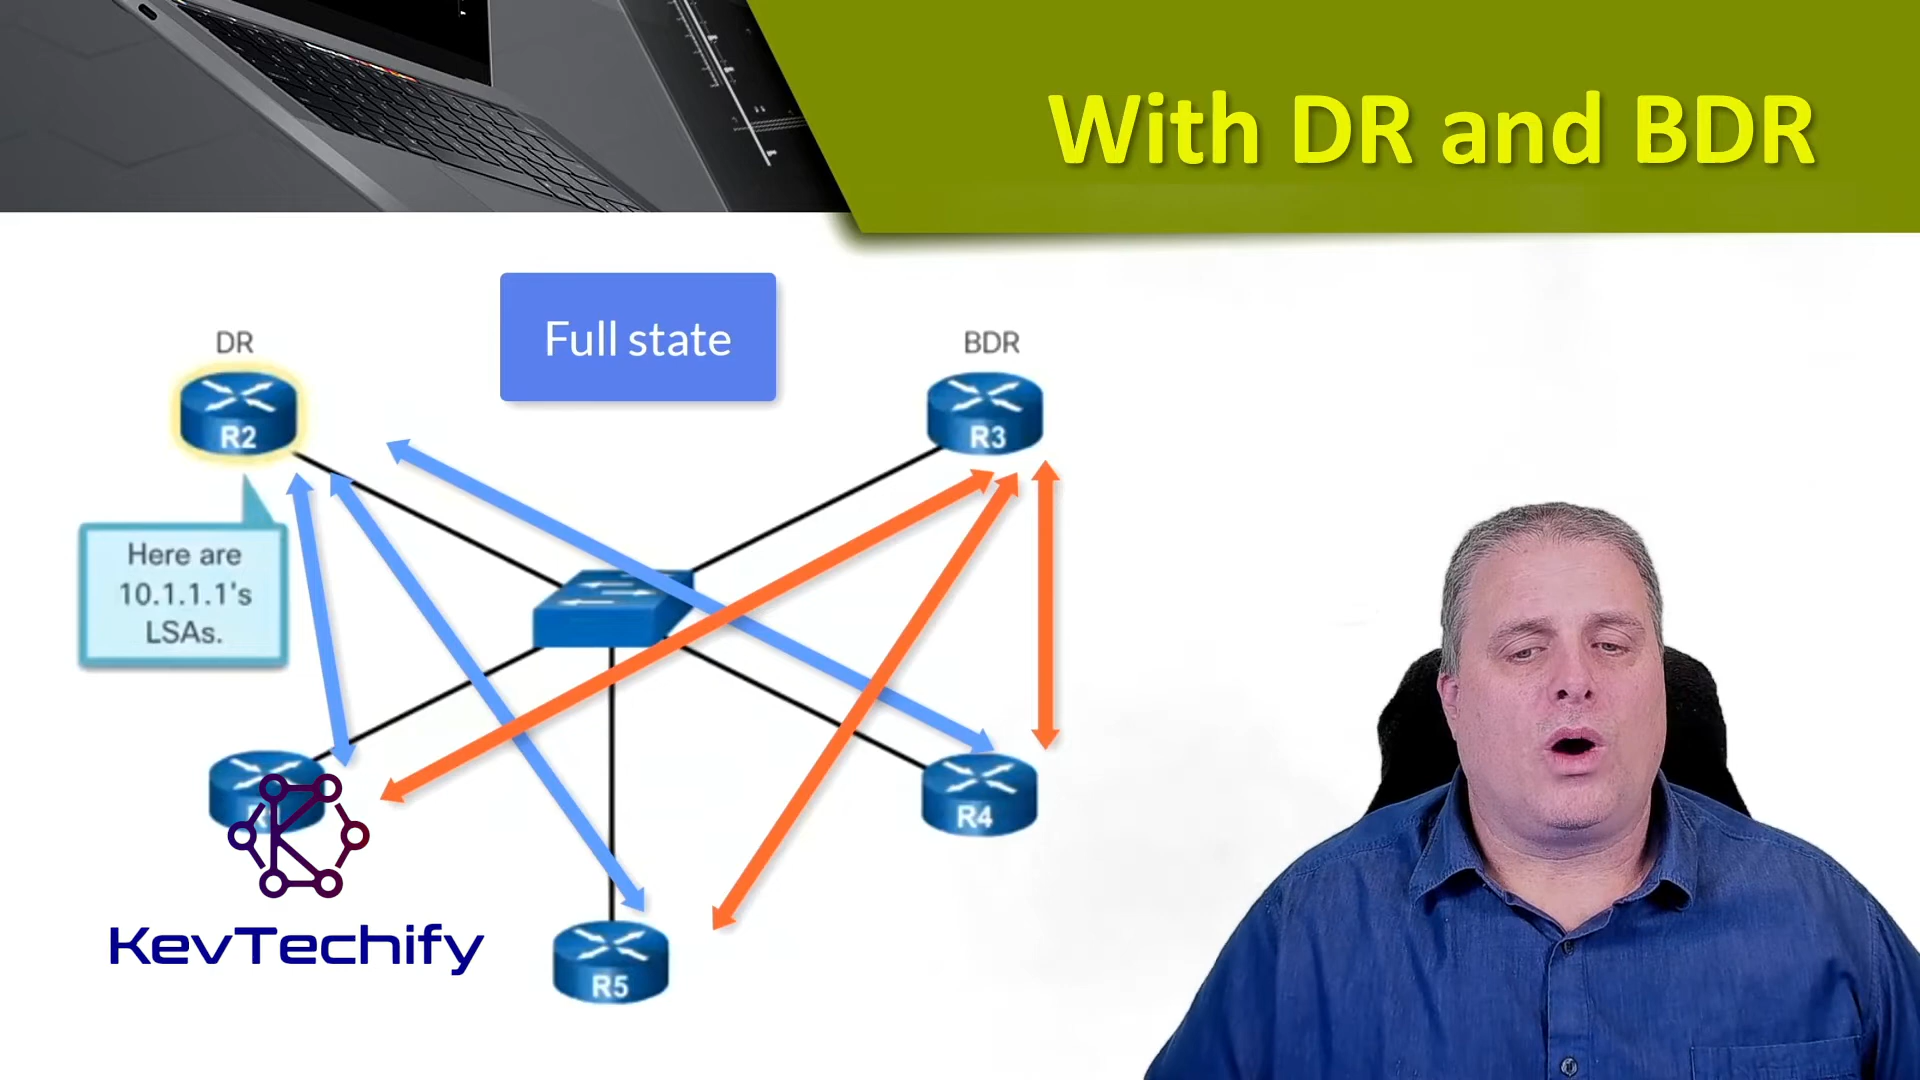 With DR and BDR
Full state
DR
BDR
R2
R3
Here are
10.1.1.1's
LSAs.
R4
KevTechify
R5